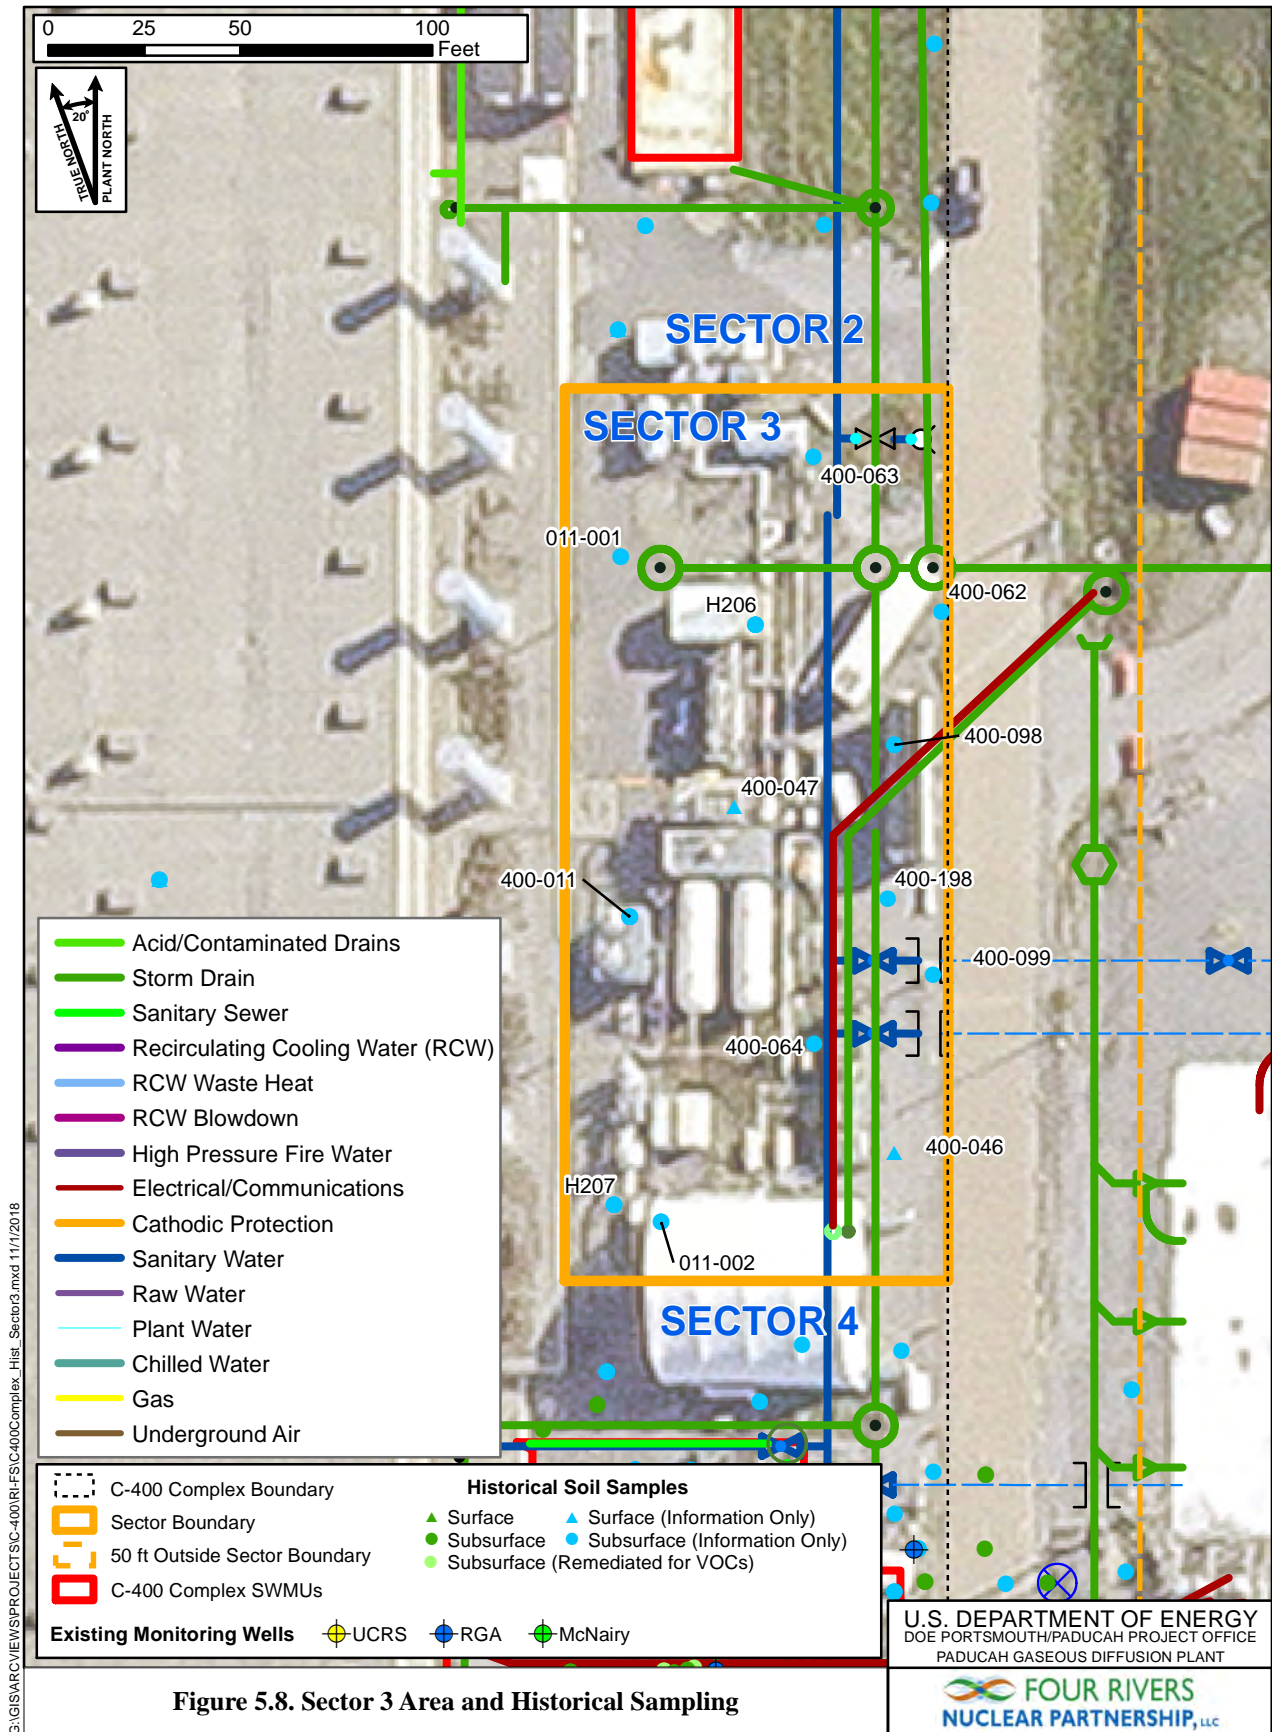 0 25 50 100
Feet
20°
TRUE NORTH
PLANT NORTH
SECTOR 2
SECTOR 3
400-063
011-001
400-062
H206
400-098
400-047
400-011
400-198
400-099
400-064
400-046
H207
011-002
SECTOR 4
Acid/Contaminated Drains
Storm Drain
Sanitary Sewer
Recirculating Cooling Water (RCW)
RCW Waste Heat
RCW Blowdown
High Pressure Fire Water
Electrical/Communications
Cathodic Protection
Sanitary Water
Raw Water
Plant Water
Chilled Water
Gas
Underground Air
C-400 Complex Boundary
Sector Boundary
50 ft Outside Sector Boundary
C-400 Complex SWMUs
Historical Soil Samples
Surface
Surface (Information Only)
Subsurface
Subsurface (Information Only)
Subsurface (Remediated for VOCs)
Existing Monitoring Wells UCRS RGA McNairy
U.S. DEPARTMENT OF ENERGY
DOE PORTSMOUTH/PADUCAH PROJECT OFFICE
PADUCAH GASEOUS DIFFUSION PLANT
FOUR RIVERS
NUCLEAR PARTNERSHIP, LLC
Figure 5.8. Sector 3 Area and Historical Sampling
G:\GIS\ARCVIEWS\PROJECTS\C-400\RI-FS\C400Complex_Hist_Sector3.mxd 11/1/2018